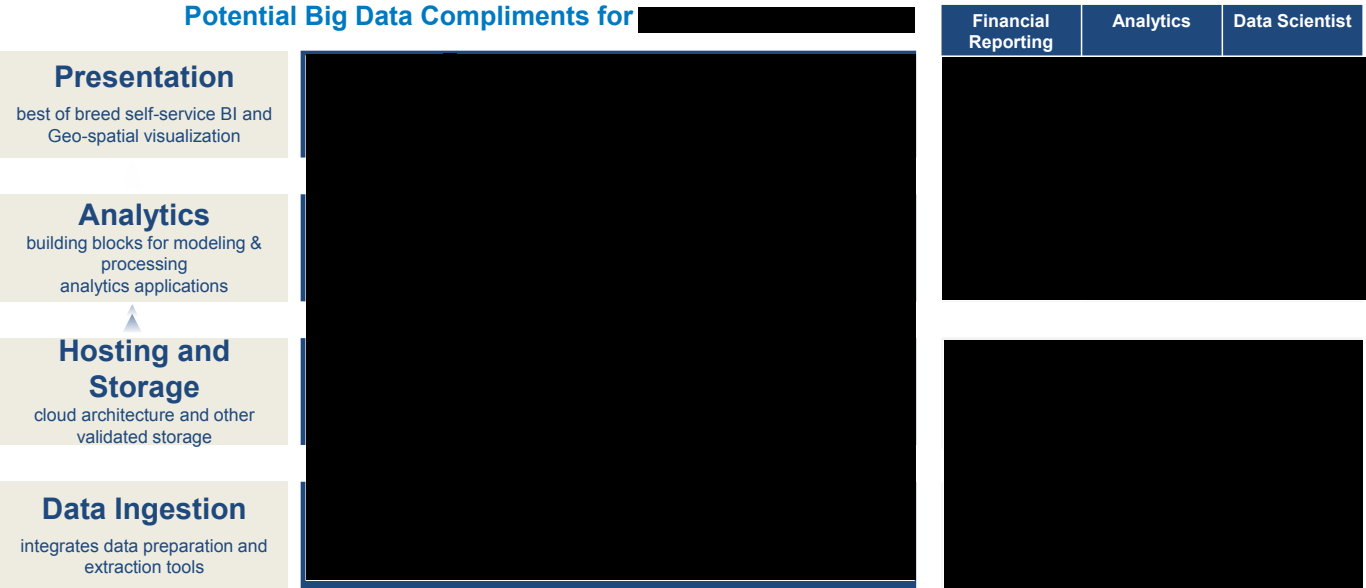 Potential Big Data Compliments for
Financial
Reporting
Analytics
Data Scientist
Presentation
best of breed self-service BI and
Geo-spatial visualization
Analytics
building blocks for modeling &
processing
analytics applications
Hosting and
Storage
cloud architecture and other
validated storage
Data Ingestion
integrates data preparation and
extraction tools